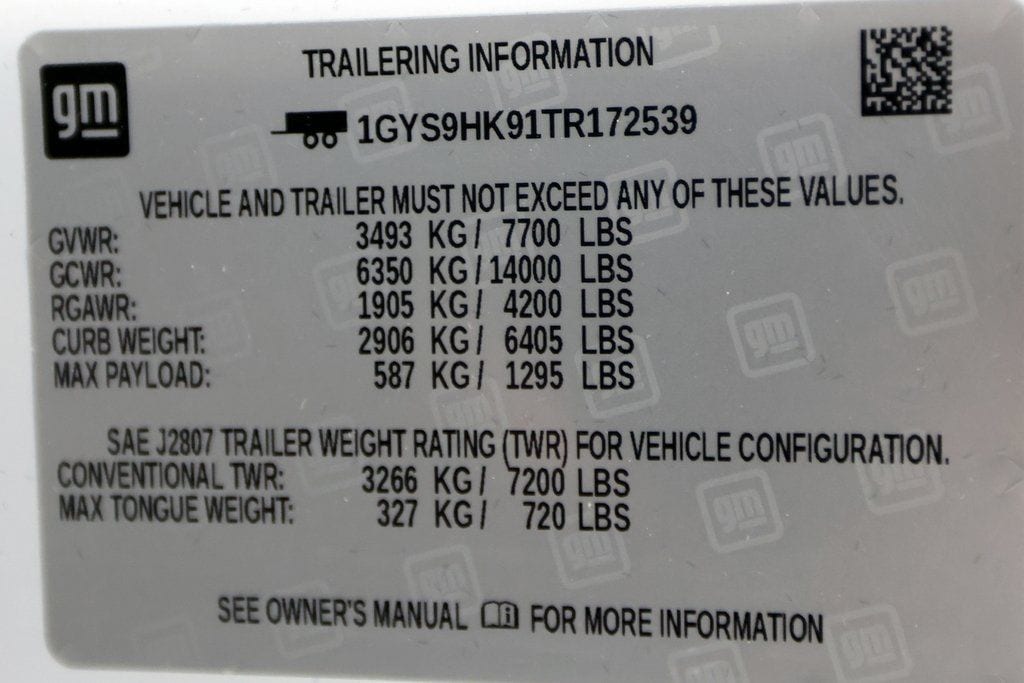 gm
TRAILERING INFORMATION
1GYS9HK91TR172539
VEHICLE AND TRAILER MUST NOT EXCEED ANY OF THESE VALUES.
GVWR: 3493 KG / 7700 LBS
GCWR: 6350 KG / 14000 LBS
RGAWR: 1905 KG / 4200 LBS
CURB WEIGHT: 2906 KG / 6405 LBS
MAX PAYLOAD: 587 KG / 1295 LBS
SAE J2807 TRAILER WEIGHT RATING (TWR) FOR VEHICLE CONFIGURATION.
CONVENTIONAL TWR: 3266 KG / 7200 LBS
MAX TONGUE WEIGHT: 327 KG / 720 LBS
SEE OWNER'S MANUAL FOR MORE INFORMATION